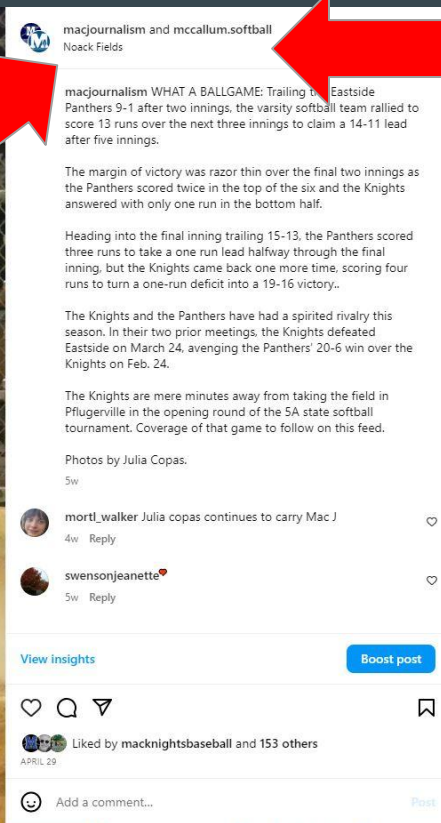 macjournalism and mccallum.softball
Noack Fields
macjournalism WHAT A BALLGAME: Trailing the Eastside
Panthers 9-1 after two innings, the varsity softball team rallied to
score 13 runs over the next three innings to claim a 14-11 lead
after five innings.
The margin of victory was razor thin over the final two innings as
the Panthers scored twice in the top of the six and the Knights
answered with only one run in the bottom half.
Heading into the final inning trailing 15-13, the Panthers scored
three runs to take a one run lead halfway through the final
inning, but the Knights came back one more time, scoring four
runs to turn a one-run deficit into a 19-16 victory..
The Knights and the Panthers have had a spirited rivalry this
season. In their two prior meetings, the Knights defeated
Eastside on March 24, avenging the Panthers' 20-6 win over the
Knights on Feb. 24.
The Knights are mere minutes away from taking the field in
Pflugerville in the opening round of the 5A state softball
tournament. Coverage of that game to follow on this feed.
Photos by Julia Copas.
5w
mortl_walker Julia copas continues to carry Mac J
4w Reply
swensonjeanette
5w Reply
View insights
Boost post
Liked by macknightsbaseball and 153 others
APRIL 29
Add a comment...
Post